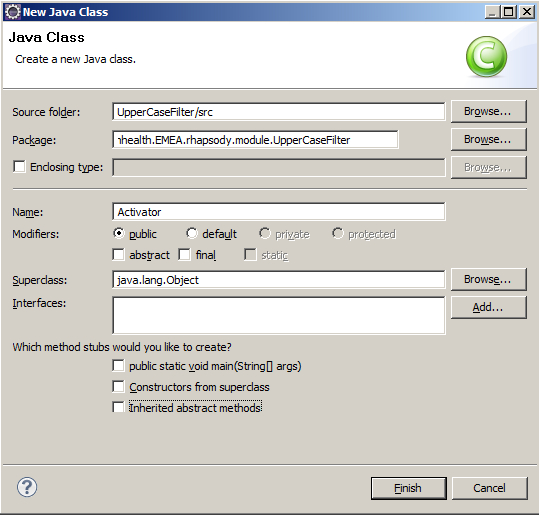 New Java Class
Java Class
Create a new Java class.
C
Source folder: UpperCaseFilter/src Browse...
Package: health.EMEA.rhapsody.module.UpperCaseFilter Browse...
Enclosing type: Browse...
Name: Activator
Modifiers: public default private protected
abstract final static
Superclass: java.lang.Object Browse...
Interfaces: Add...
Which method stubs would you like to create?
public static void main(String[] args)
Constructors from superclass
Inherited abstract methods
? Finish Cancel